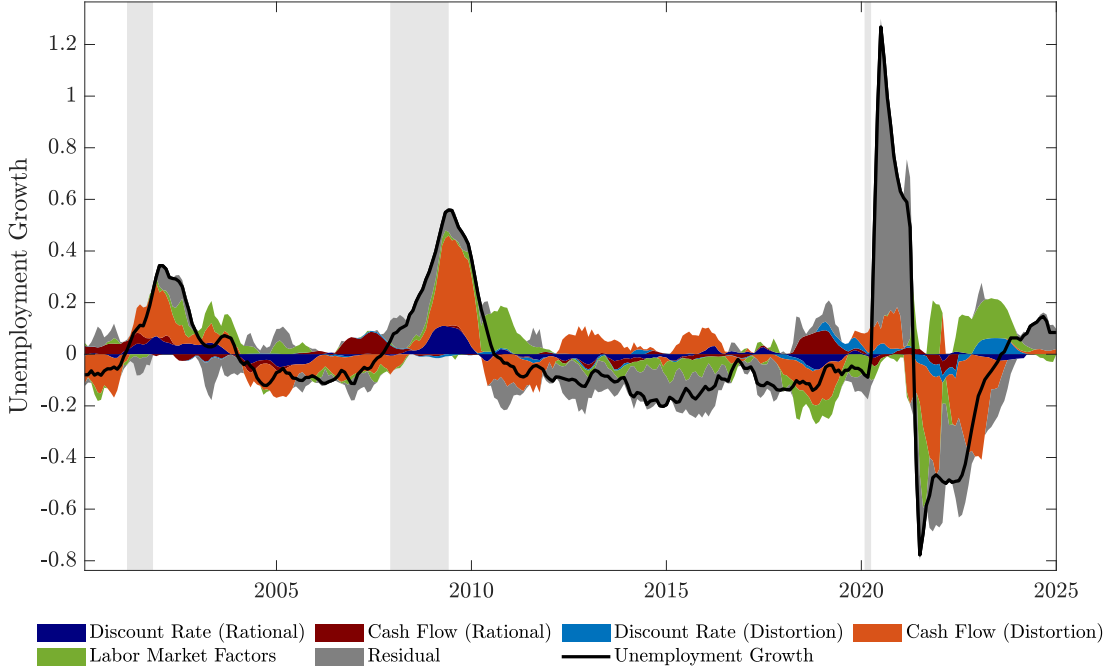 Unemployment Growth
1.2
1
0.8
0.6
0.4
0.2
0
-0.2
-0.4
-0.6
-0.8
2005 2010 2015 2020 2025
Discount Rate (Rational) Cash Flow (Rational) Discount Rate (Distortion) Cash Flow (Distortion)
Labor Market Factors Residual Unemployment Growth